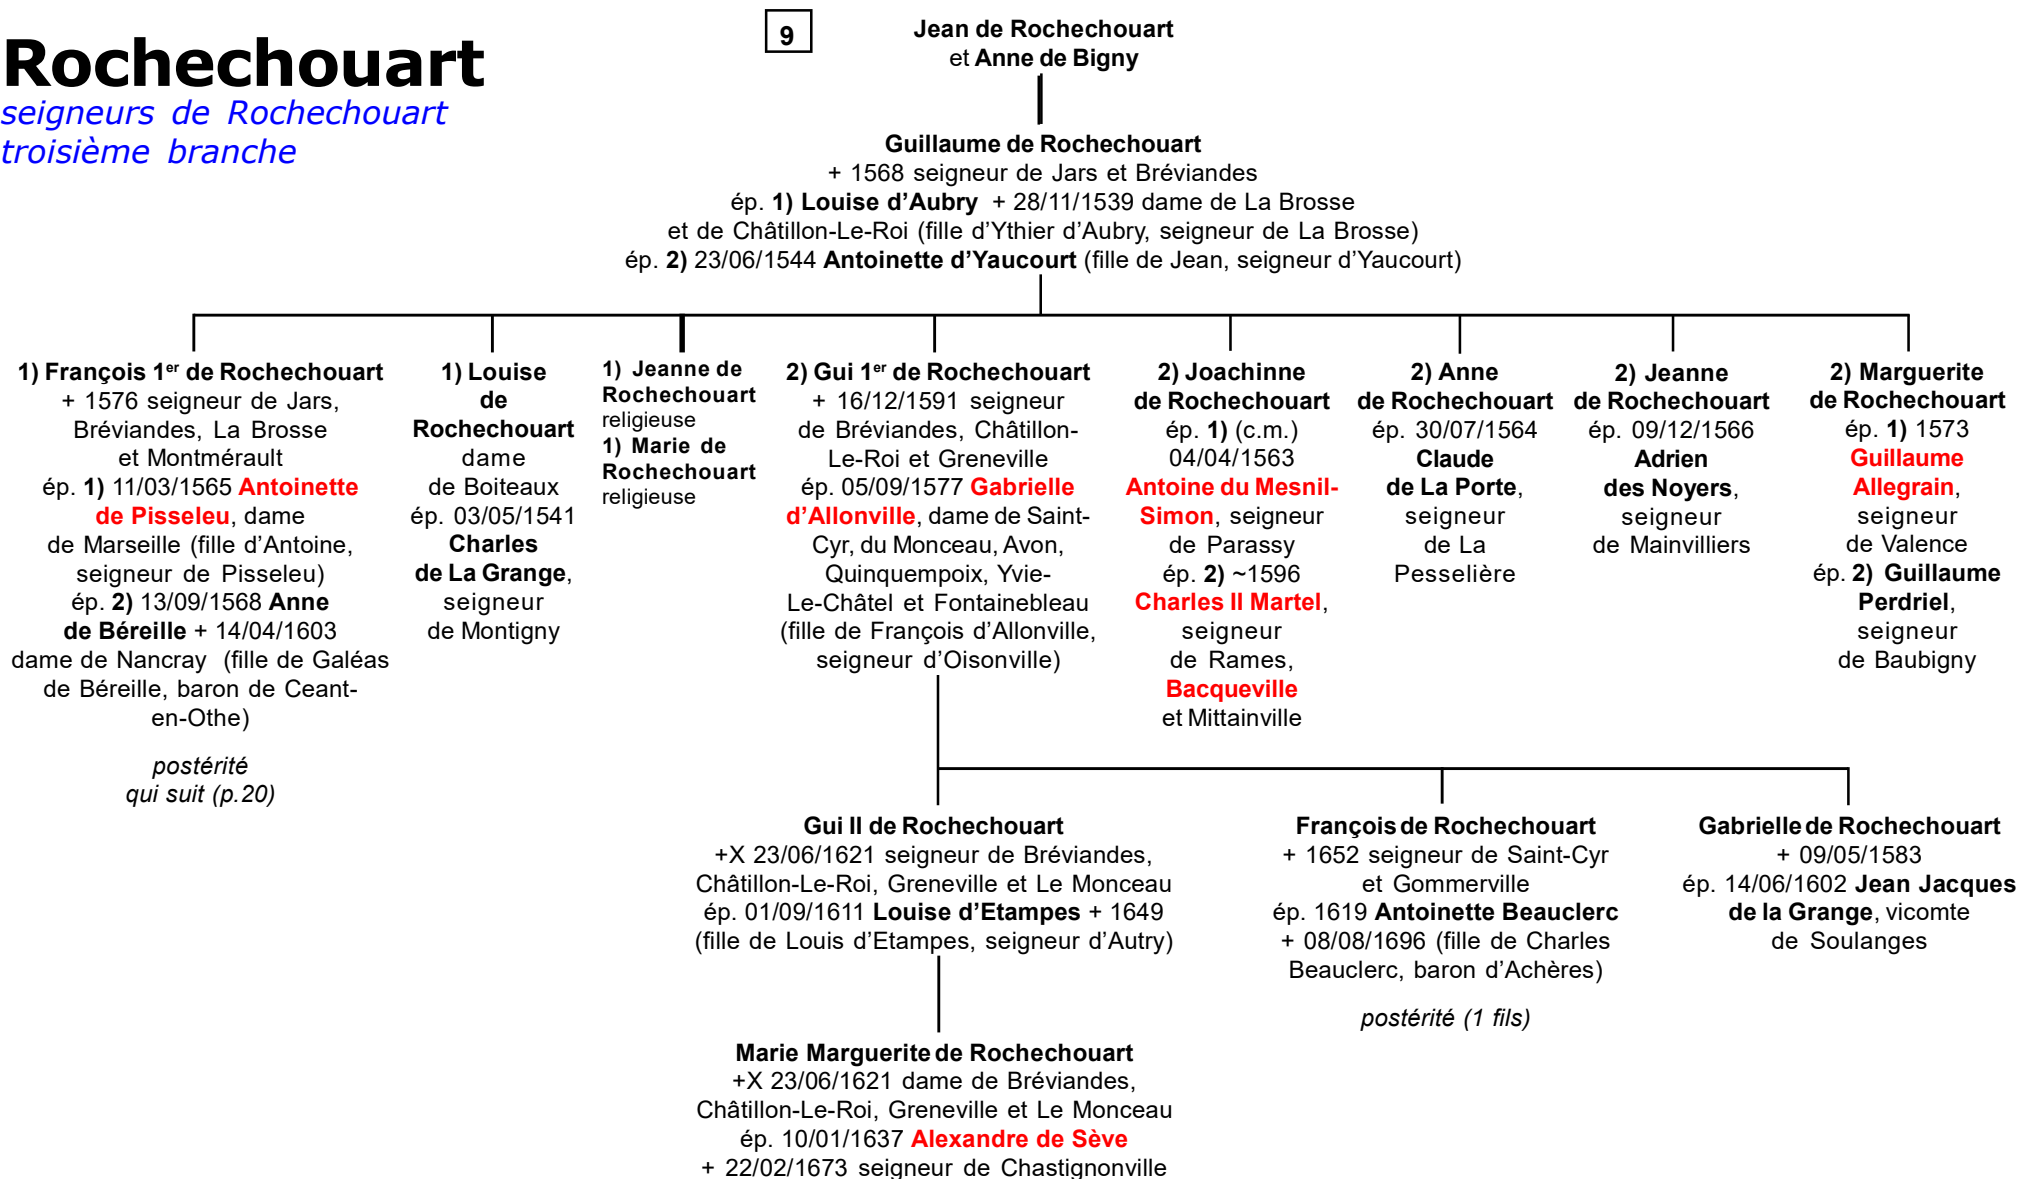 Rochechouart
seigneurs de Rochechouart
troisième branche
9
Jean de Rochechouart
et Anne de Bigny
Guillaume de Rochechouart
+ 1568 seigneur de Jars et Bréviandes
ép. 1) Louise d’Aubry + 28/11/1539 dame de La Brosse
et de Châtillon-Le-Roi (fille d’Ythier d’Aubry, seigneur de La Brosse)
ép. 2) 23/06/1544 Antoinette d’Yaucourt (fille de Jean, seigneur d’Yaucourt)
1) François 1er de Rochechouart
+ 1576 seigneur de Jars,
Bréviandes, La Brosse
et Montmérault
ép. 1) 11/03/1565 Antoinette
de Pisseleu, dame
de Marseille (fille d’Antoine,
seigneur de Pisseleu)
ép. 2) 13/09/1568 Anne
de Béreille + 14/04/1603
dame de Nancray (fille de Galéas
de Béreille, baron de Ceant-
en-Othe)
postérité
qui suit (p.20)
1) Louise
de
Rochechouart
dame
de Boiteaux
ép. 03/05/1541
Charles
de La Grange,
seigneur
de Montigny
1) Jeanne de
Rochechouart
religieuse
1) Marie de
Rochechouart
religieuse
2) Gui 1er de Rochechouart
+ 16/12/1591 seigneur
de Bréviandes, Châtillon-
Le-Roi et Greneville
ép. 05/09/1577 Gabrielle
d’Allonville, dame de Saint-
Cyr, du Monceau, Avon,
Quinquempoix, Yvie-
Le-Châtel et Fontainebleau
(fille de François d’Allonville,
seigneur d’Oisonville)
2) Joachinne
de Rochechouart
ép. 1) (c.m.)
04/04/1563
Antoine du Mesnil-
Simon, seigneur
de Parassy
ép. 2) ~1596
Charles II Martel,
seigneur
de Rames,
Bacqueville
et Mittainville
2) Anne
de Rochechouart
ép. 30/07/1564
Claude
de La Porte,
seigneur
de La
Pesselière
2) Jeanne
de Rochechouart
ép. 09/12/1566
Adrien
des Noyers,
seigneur
de Mainvilliers
2) Marguerite
de Rochechouart
ép. 1) 1573
Guillaume
Allegrain,
seigneur
de Valence
ép. 2) Guillaume
Perdriel,
seigneur
de Baubigny
Gui II de Rochechouart
+X 23/06/1621 seigneur de Bréviandes,
Châtillon-Le-Roi, Greneville et Le Monceau
ép. 01/09/1611 Louise d’Etampes + 1649
(fille de Louis d’Etampes, seigneur d’Autry)
François de Rochechouart
+ 1652 seigneur de Saint-Cyr
et Gommerville
ép. 1619 Antoinette Beauclerc
+ 08/08/1696 (fille de Charles
Beauclerc, baron d’Achères)
postérité (1 fils)
Gabrielle de Rochechouart
+ 09/05/1583
ép. 14/06/1602 Jean Jacques
de la Grange, vicomte
de Soulanges
Marie Marguerite de Rochechouart
+X 23/06/1621 dame de Bréviandes,
Châtillon-Le-Roi, Greneville et Le Monceau
ép. 10/01/1637 Alexandre de Sève
+ 22/02/1673 seigneur de Chastignonville